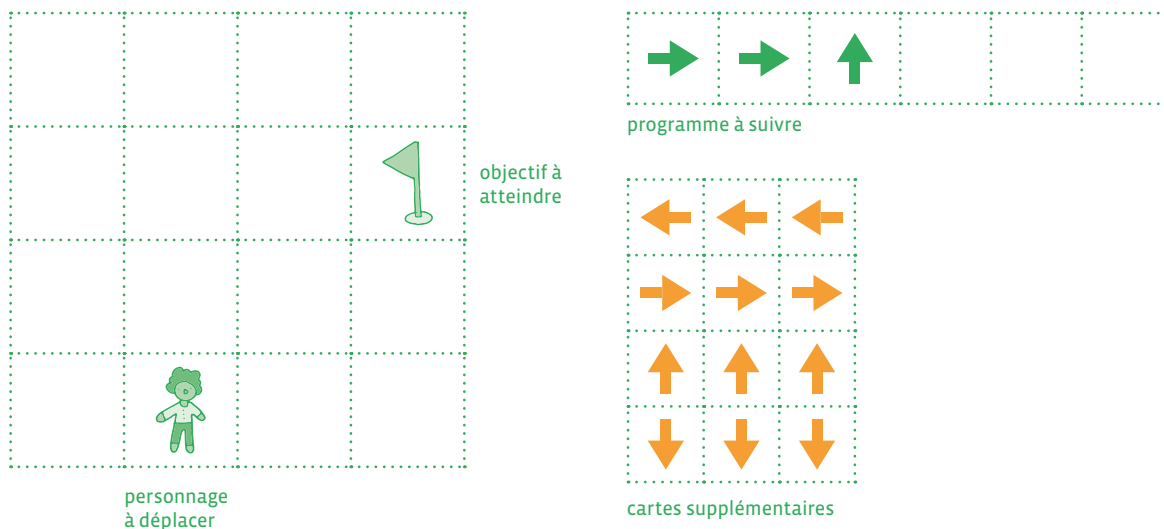 programme à suivre
objectif à
atteindre
personnage
à déplacer
cartes supplémentaires